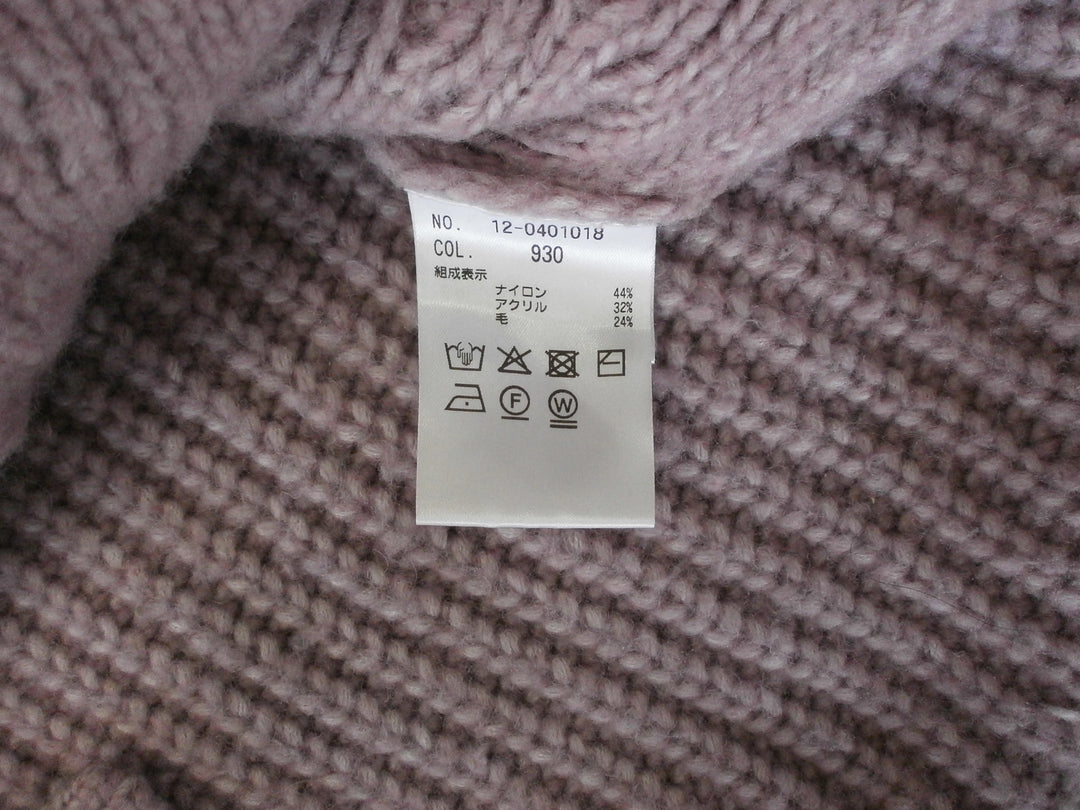 NO. 12-0401018
COL. 930
組成表示
ナイロン 44%
アクリル 32%
毛 24%
F W